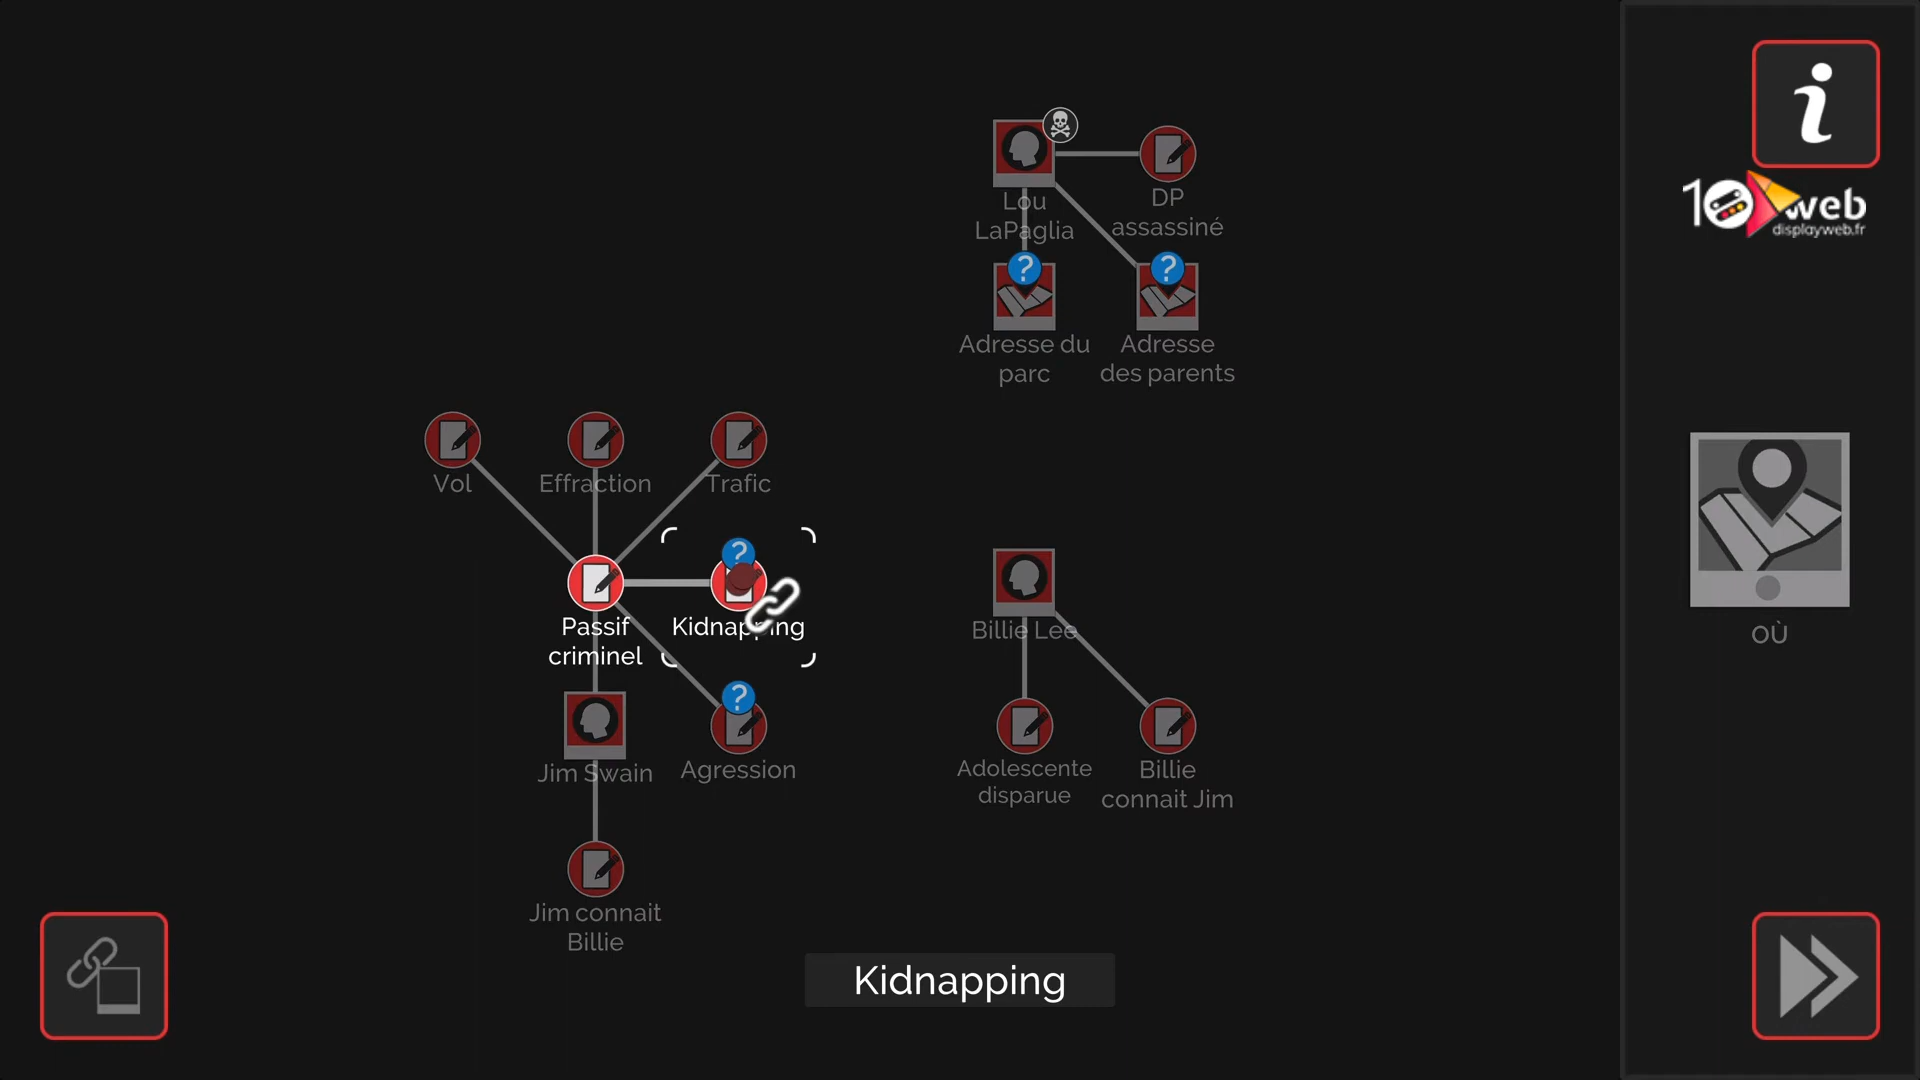 10 web
displayweb.fr
Lou
LaPaglia
DP
assassiné
?
?
Adresse du
parc
Adresse
des parents
Vol
Effraction
Trafic
?
Passif
criminel
Kidnapping
Billie Lee
OÙ
?
Jim Swain
Agression
Adolescente
disparue
Billie
connait Jim
Jim connait
Billie
Kidnapping